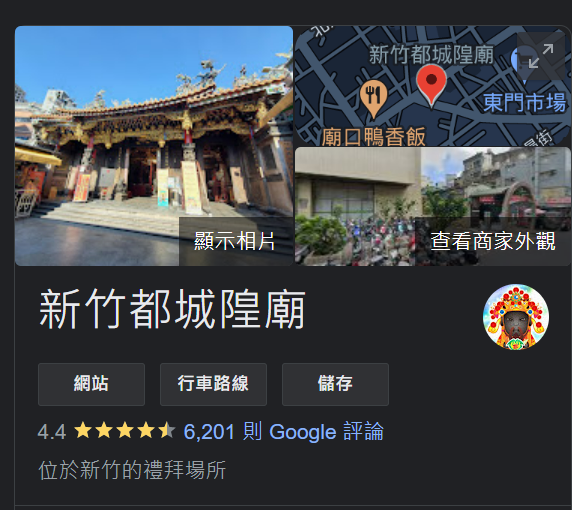 新竹都城隍廟
東門市場
廟口鴨香飯
顯示相片
查看商家外觀
新竹都城隍廟
網站
行車路線
儲存
4.4 6,201 則 Google 評論
位於新竹的禮拜場所